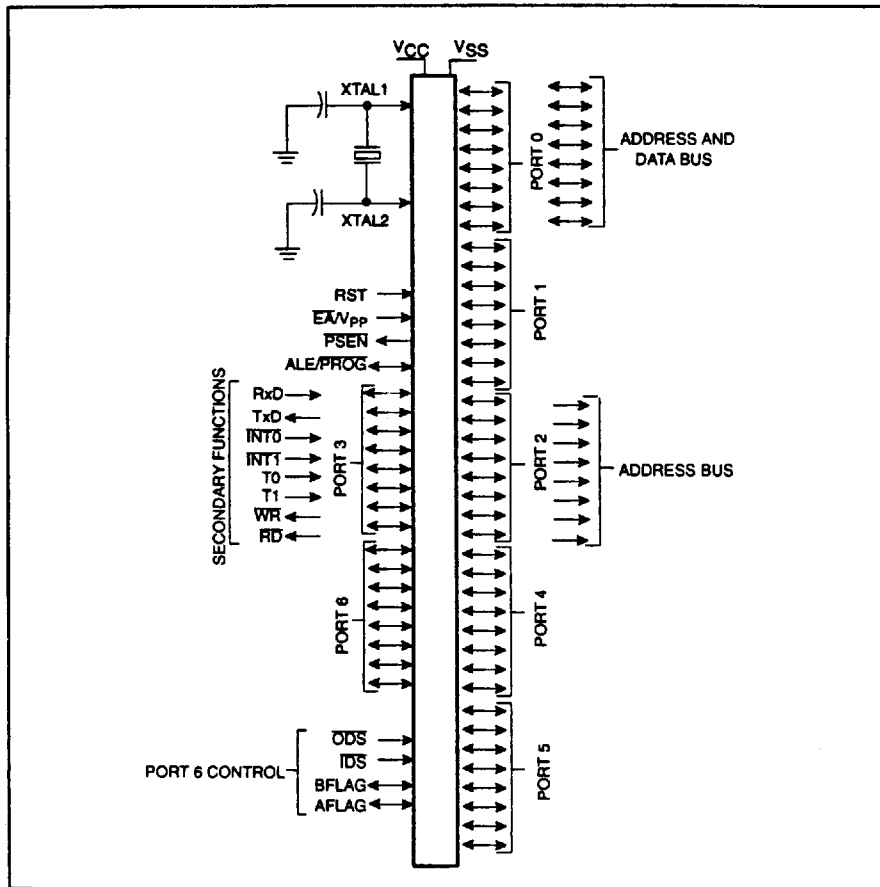 VCC VSS
XTAL1
XTAL2
RST
EA/VPP
PSEN
ALE/PROG
SECONDARY FUNCTIONS
RxD
TxD
INT0
INT1
T0
T1
WR
RD
PORT 3
PORT 6
PORT 6 CONTROL
ODS
IDS
BFLAG
AFLAG
PORT 0
ADDRESS AND
DATA BUS
PORT 1
PORT 2
ADDRESS BUS
PORT 4
PORT 5